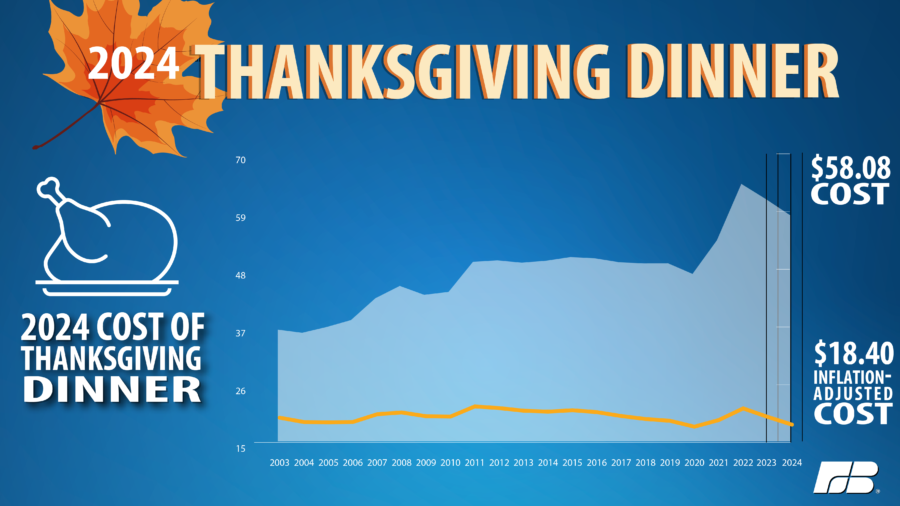 2024 THANKSGIVING DINNER
2024 COST OF
THANKSGIVING
DINNER
70
59
48
37
26
15
2003 2004 2005 2006 2007 2008 2009 2010 2011 2012 2013 2014 2015 2016 2017 2018 2019 2020 2021 2022 2023 2024
$58.08
COST
$18.40
INFLATION-
ADJUSTED
COST
FB®